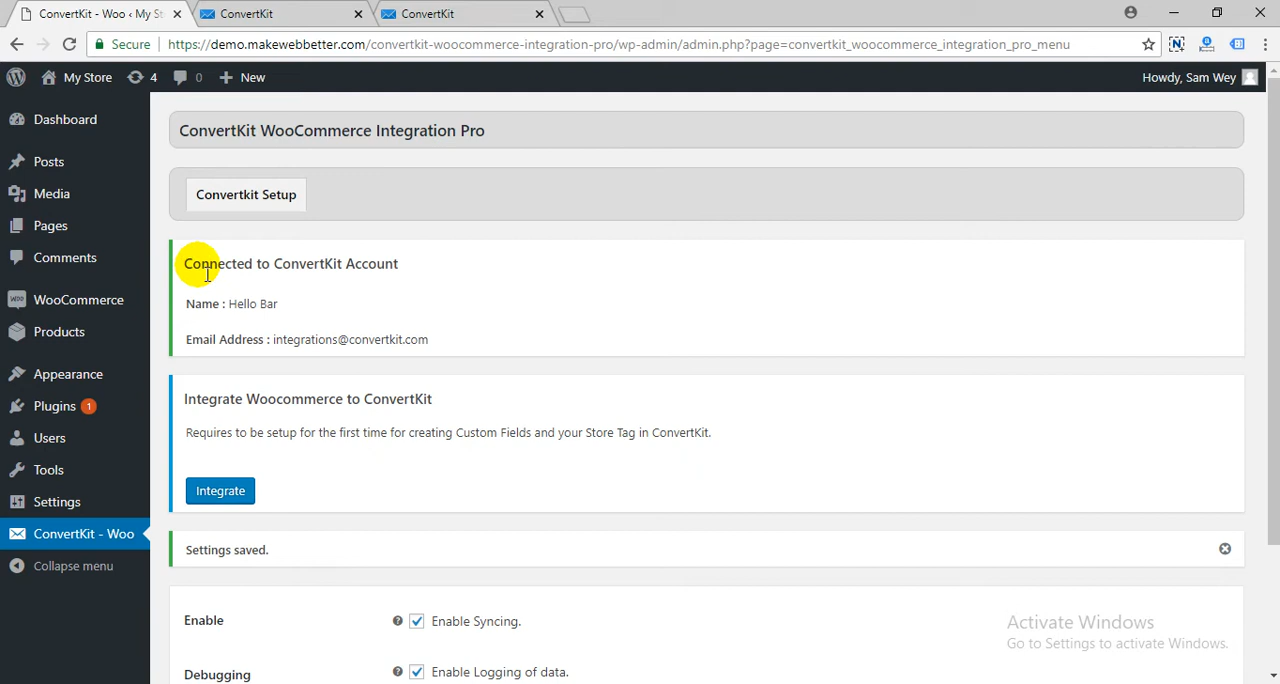 ConvertKit - Woo ‹ My St
ConvertKit
ConvertKit
Secure
https://demo.makewebbetter.com/convertkit-woocommerce-integration-pro/wp-admin/admin.php?page=convertkit_woocommerce_integration_pro_menu
My Store
4
0
New
Howdy, Sam Wey
Dashboard
Posts
Media
Pages
Comments
WooCommerce
Products
Appearance
Plugins 1
Users
Tools
Settings
ConvertKit - Woo
Collapse menu
ConvertKit WooCommerce Integration Pro
Convertkit Setup
Connected to ConvertKit Account
Name : Hello Bar
Email Address : integrations@convertkit.com
Integrate Woocommerce to ConvertKit
Requires to be setup for the first time for creating Custom Fields and your Store Tag in ConvertKit.
Integrate
Settings saved.
Enable
Enable Syncing.
Debugging
Enable Logging of data.
Activate Windows
Go to Settings to activate Windows.